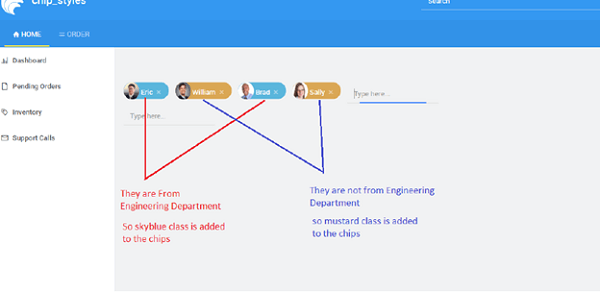 chip_styles
Search
HOME
ORDER
Dashboard
Pending Orders
Inventory
Support Calls
Eric ×
William ×
Brad ×
Sally ×
Type here...
Type here...
They are From
Engineering Department
So skyblue class is added
to the chips
They are not from Engineering
Department
so mustard class is added
to the chips